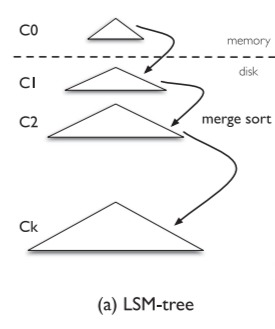 C0
memory
disk
C1
C2
merge sort
Ck
(a) LSM-tree